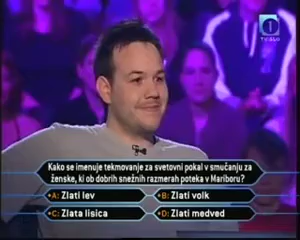 Kako se imenuje tekmovanje za svetovni pokal v smučanju za
ženske, ki ob dobrih snežnih razmerah poteka v Mariboru?
A: Zlati lev
B: Zlati volk
C: Zlata lisica
D: Zlati medved